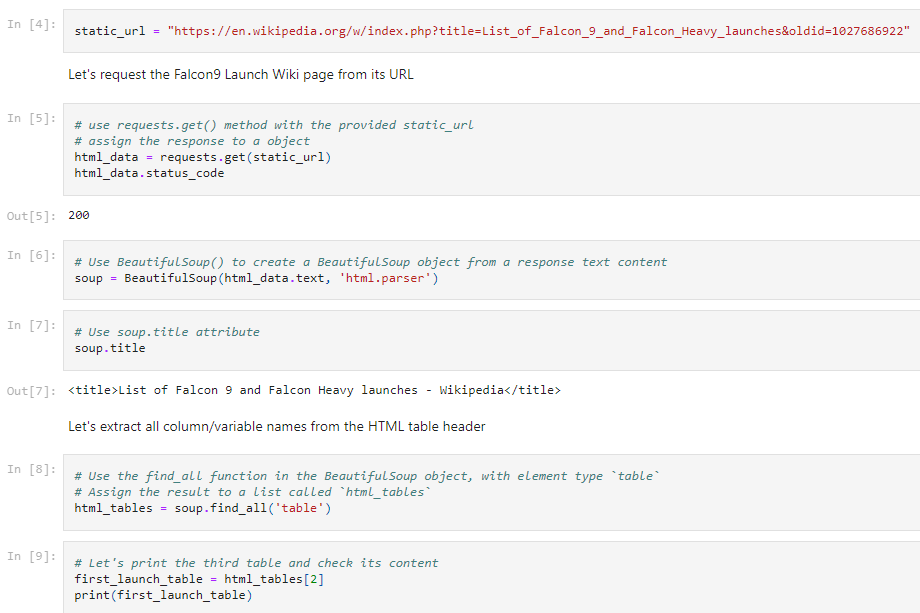 In [4]: static_url = "https://en.wikipedia.org/w/index.php?title=List_of_Falcon_9_and_Falcon_Heavy_launches&oldid=1027686922"
Let's request the Falcon9 Launch Wiki page from its URL
In [5]:
# use requests.get() method with the provided static_url
# assign the response to a object
html_data = requests.get(static_url)
html_data.status_code
Out[5]: 200
In [6]:
# Use BeautifulSoup() to create a BeautifulSoup object from a response text content
soup = BeautifulSoup(html_data.text, 'html.parser')
In [7]:
# Use soup.title attribute
soup.title
Out[7]: <title>List of Falcon 9 and Falcon Heavy launches - Wikipedia</title>
Let's extract all column/variable names from the HTML table header
In [8]:
# Use the find_all function in the BeautifulSoup object, with element type `table`
# Assign the result to a list called `html_tables`
html_tables = soup.find_all('table')
In [9]:
# Let's print the third table and check its content
first_launch_table = html_tables[2]
print(first_launch_table)